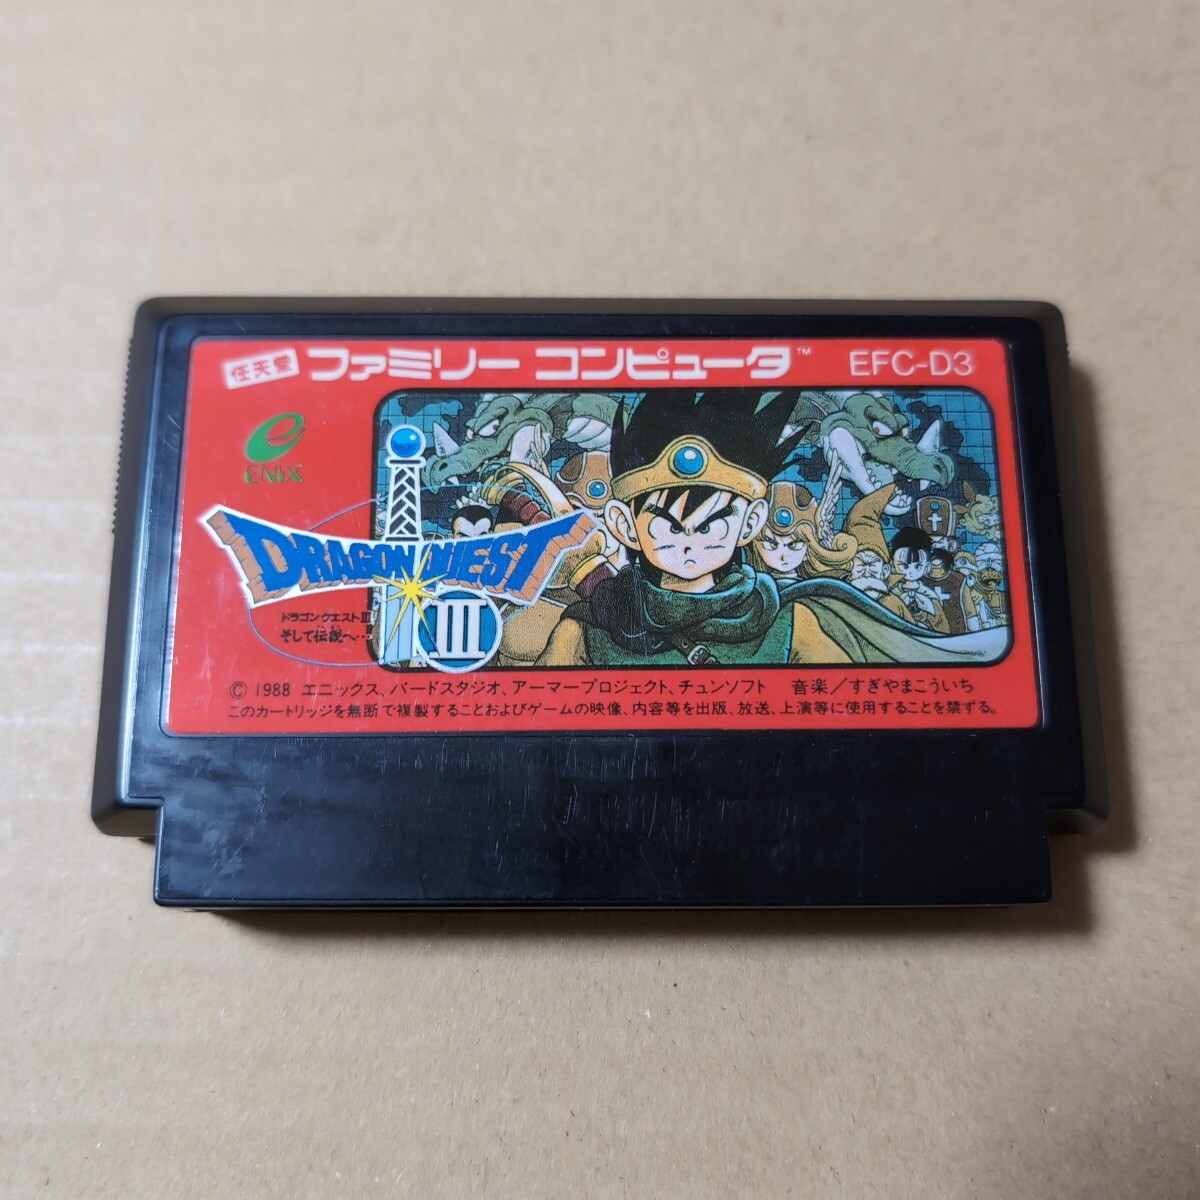 任天堂 ファミリー コンピュータ™ EFC-D3
e
ENIX
DRAGON QUEST
III
ドラゴンクエストIII
そして伝説へ…
© 1988 エニックス、バードスタジオ、アーマープロジェクト、チュンソフト 音楽／すぎやまこういち
このカートリッジを無断で複製することおよびゲームの映像、内容等を出版、放送、上演等に使用することを禁ずる。